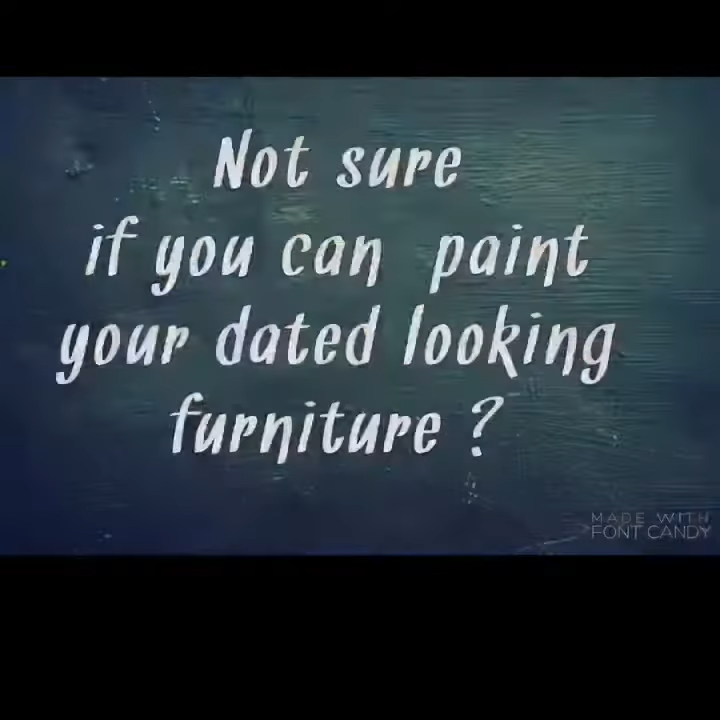 Not sure
if you can paint
your dated looking
furniture ?
MADE WITH
FONT CANDY